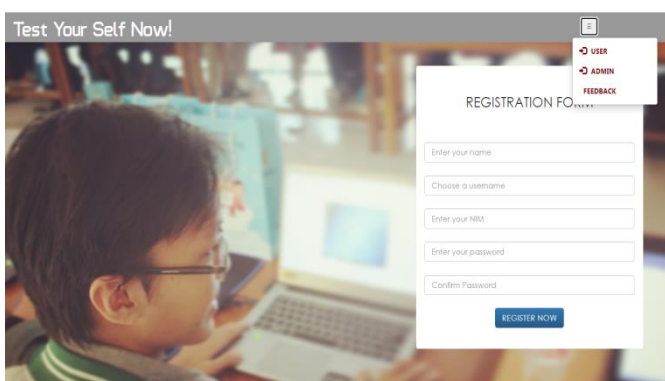 Test Your Self Now!
USER
ADMIN
FEEDBACK
REGISTRATION FORM
Enter your name
Choose a username
Enter your NIM
Enter your password
Confirm Password
REGISTER NOW